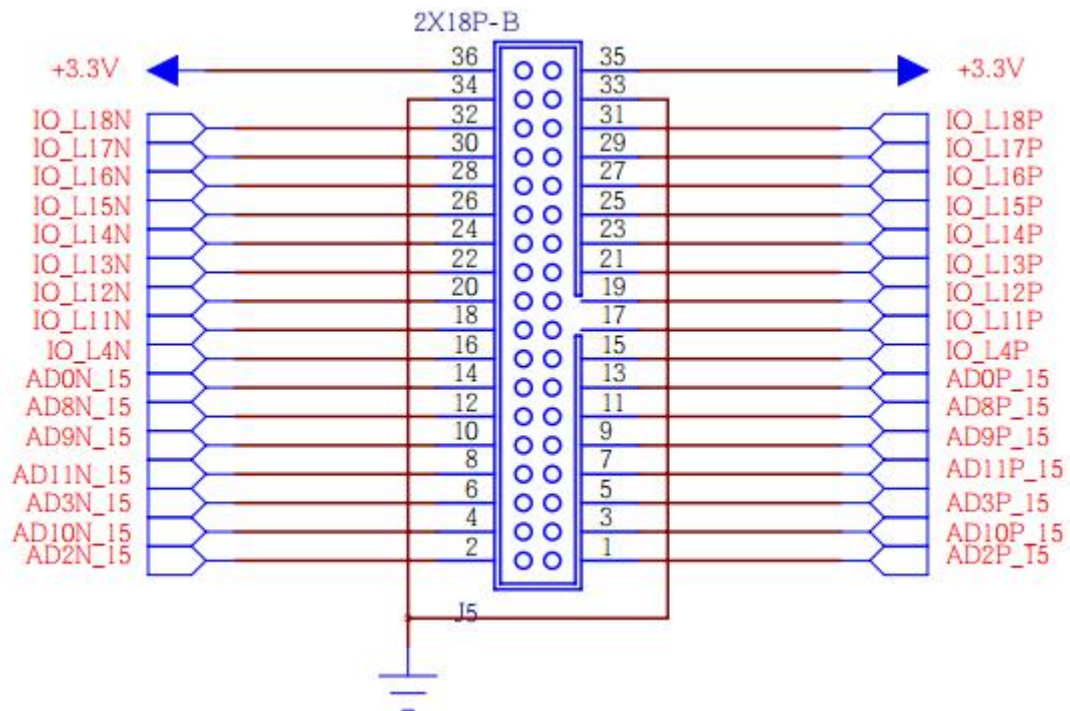 2X18P-B
+3.3V 36 35 +3.3V
34 33
IO_L18N 32 31 IO_L18P
IO_L17N 30 29 IO_L17P
IO_L16N 28 27 IO_L16P
IO_L15N 26 25 IO_L15P
IO_L14N 24 23 IO_L14P
IO_L13N 22 21 IO_L13P
IO_L12N 20 19 IO_L12P
IO_L11N 18 17 IO_L11P
IO_L4N 16 15 IO_L4P
AD0N_15 14 13 AD0P_15
AD8N_15 12 11 AD8P_15
AD9N_15 10 9 AD9P_15
AD11N_15 8 7 AD11P_15
AD3N_15 6 5 AD3P_15
AD10N_15 4 3 AD10P_15
AD2N_15 2 1 AD2P_15
J5